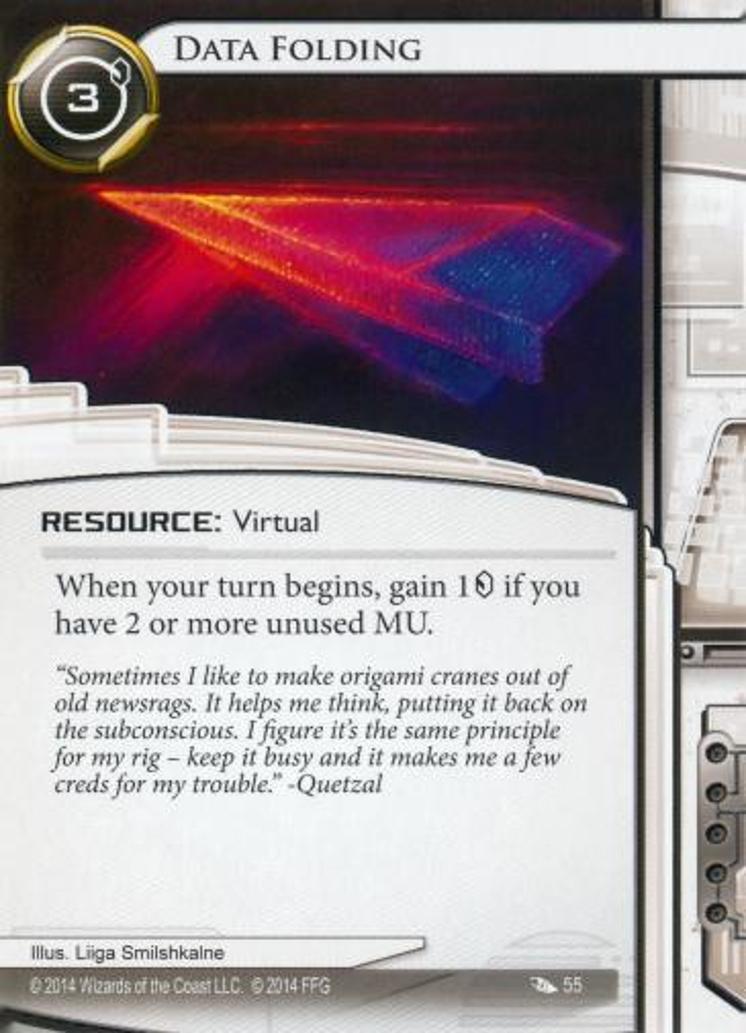 DATA FOLDING
3
RESOURCE: Virtual
When your turn begins, gain 1 if you
have 2 or more unused MU.
"Sometimes I like to make origami cranes out of
old newsrags. It helps me think, putting it back on
the subconscious. I figure it's the same principle
for my rig – keep it busy and it makes me a few
creds for my trouble." -Quetzal
Illus. Liiga Smilshkalne
© 2014 Wizards of the Coast LLC. © 2014 FFG
55